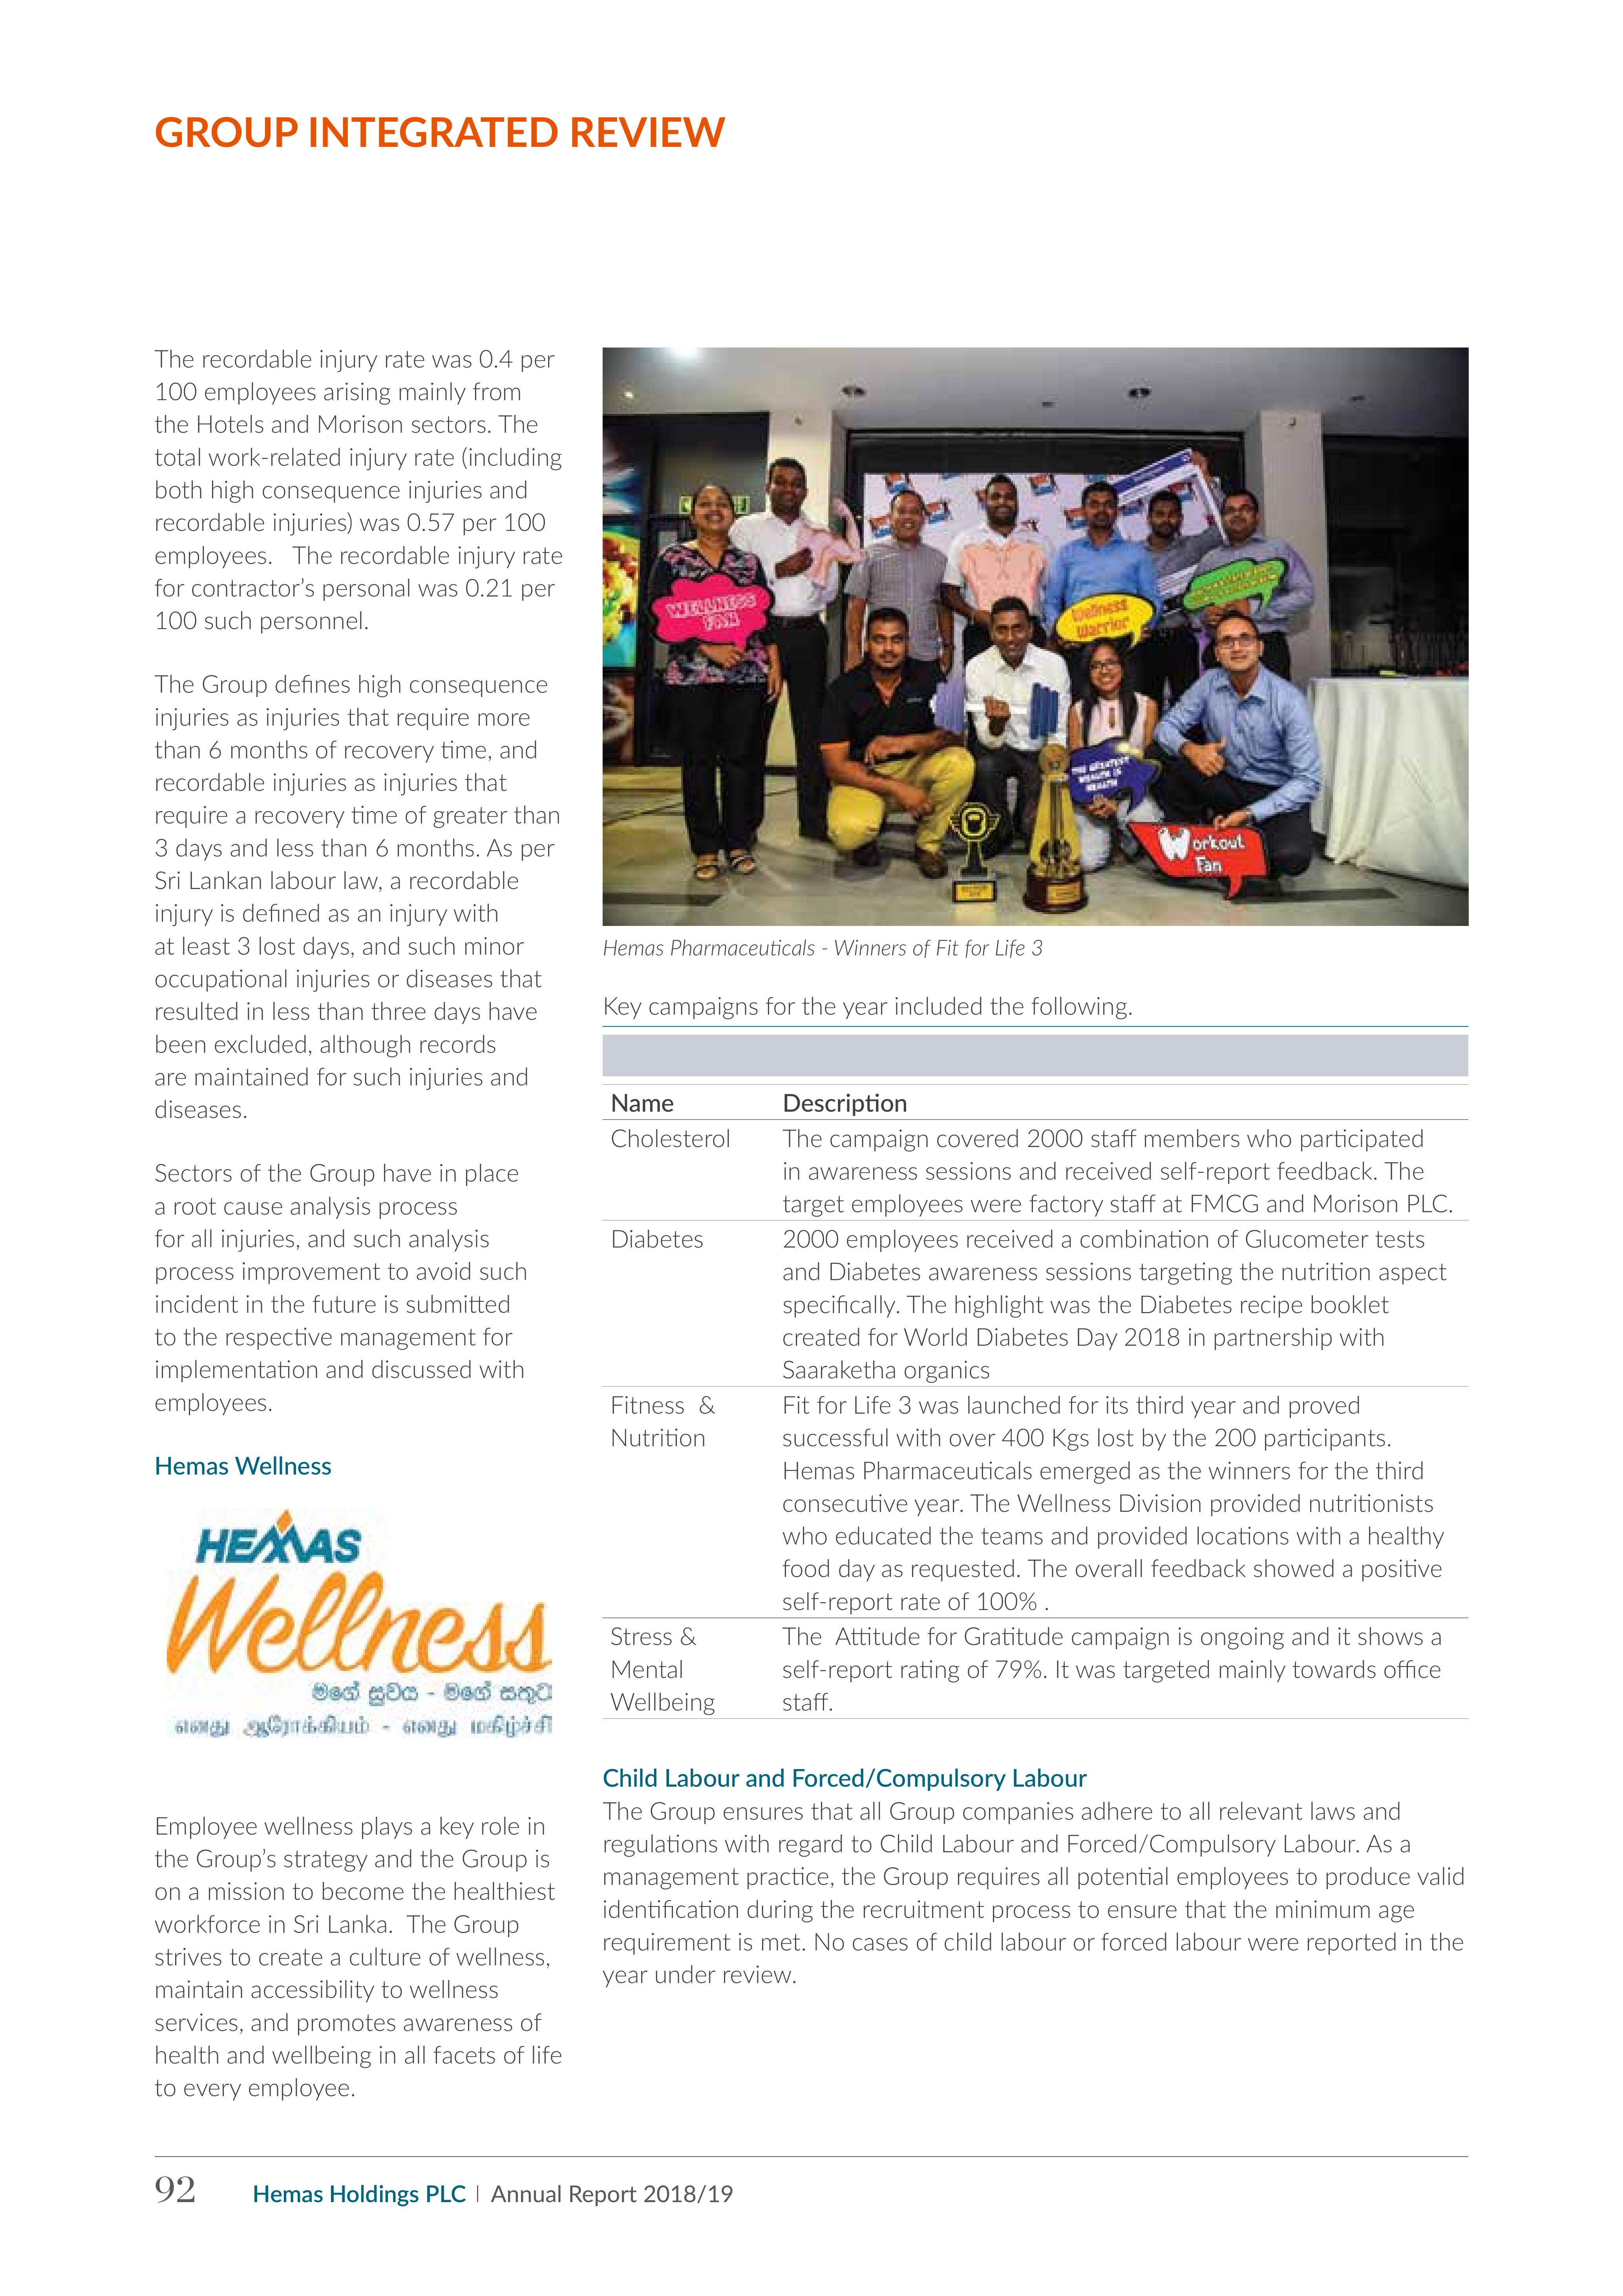 GROUP INTEGRATED REVIEW
The recordable injury rate was 0.4 per
100 employees arising mainly from
the Hotels and Morison sectors. The
total work-related injury rate (including
both high consequence injuries and
recordable injuries) was 0.57 per 100
employees.   The recordable injury rate
for contractor's personal was 0.21 per
100 such personnel.
The Group defines high consequence
injuries as injuries that require more
than 6 months of recovery time, and
recordable injuries as injuries that
require a recovery time of greater than
3 days and less than 6 months. As per
Sri Lankan labour law, a recordable
injury is defined as an injury with
at least 3 lost days, and such minor
occupational injuries or diseases that
resulted in less than three days have
been excluded, although records
are maintained for such injuries and
diseases.
Sectors of the Group have in place
a root cause analysis process
for all injuries, and such analysis
process improvement to avoid such
incident in the future is submitted
to the respective management for
implementation and discussed with
employees.
Hemas Wellness
HEMAS
Wellness
මගේ සුවය - මගේ සතුට
எனது ஆரோக்கியம் - எனது மகிழ்ச்சி
Employee wellness plays a key role in
the Group's strategy and the Group is
on a mission to become the healthiest
workforce in Sri Lanka.  The Group
strives to create a culture of wellness,
maintain accessibility to wellness
services, and promotes awareness of
health and wellbeing in all facets of life
to every employee.
WELLNESS
FAN
Wellness
Warrior
THE GREATEST
WEALTH IS
HEALTH
Workout
Fan
Hemas Pharmaceuticals - Winners of Fit for Life 3
Key campaigns for the year included the following.
Name Description
Cholesterol The campaign covered 2000 staff members who participated
in awareness sessions and received self-report feedback. The
target employees were factory staff at FMCG and Morison PLC.
Diabetes 2000 employees received a combination of Glucometer tests
and Diabetes awareness sessions targeting the nutrition aspect
specifically. The highlight was the Diabetes recipe booklet
created for World Diabetes Day 2018 in partnership with
Saaraketha organics
Fitness  & Fit for Life 3 was launched for its third year and proved
Nutrition successful with over 400 Kgs lost by the 200 participants.
Hemas Pharmaceuticals emerged as the winners for the third
consecutive year. The Wellness Division provided nutritionists
who educated the teams and provided locations with a healthy
food day as requested. The overall feedback showed a positive
self-report rate of 100% .
Stress & The  Attitude for Gratitude campaign is ongoing and it shows a
Mental self-report rating of 79%. It was targeted mainly towards office
Wellbeing staff.
Child Labour and Forced/Compulsory Labour
The Group ensures that all Group companies adhere to all relevant laws and
regulations with regard to Child Labour and Forced/Compulsory Labour. As a
management practice, the Group requires all potential employees to produce valid
identification during the recruitment process to ensure that the minimum age
requirement is met. No cases of child labour or forced labour were reported in the
year under review.
92 Hemas Holdings PLC | Annual Report 2018/19